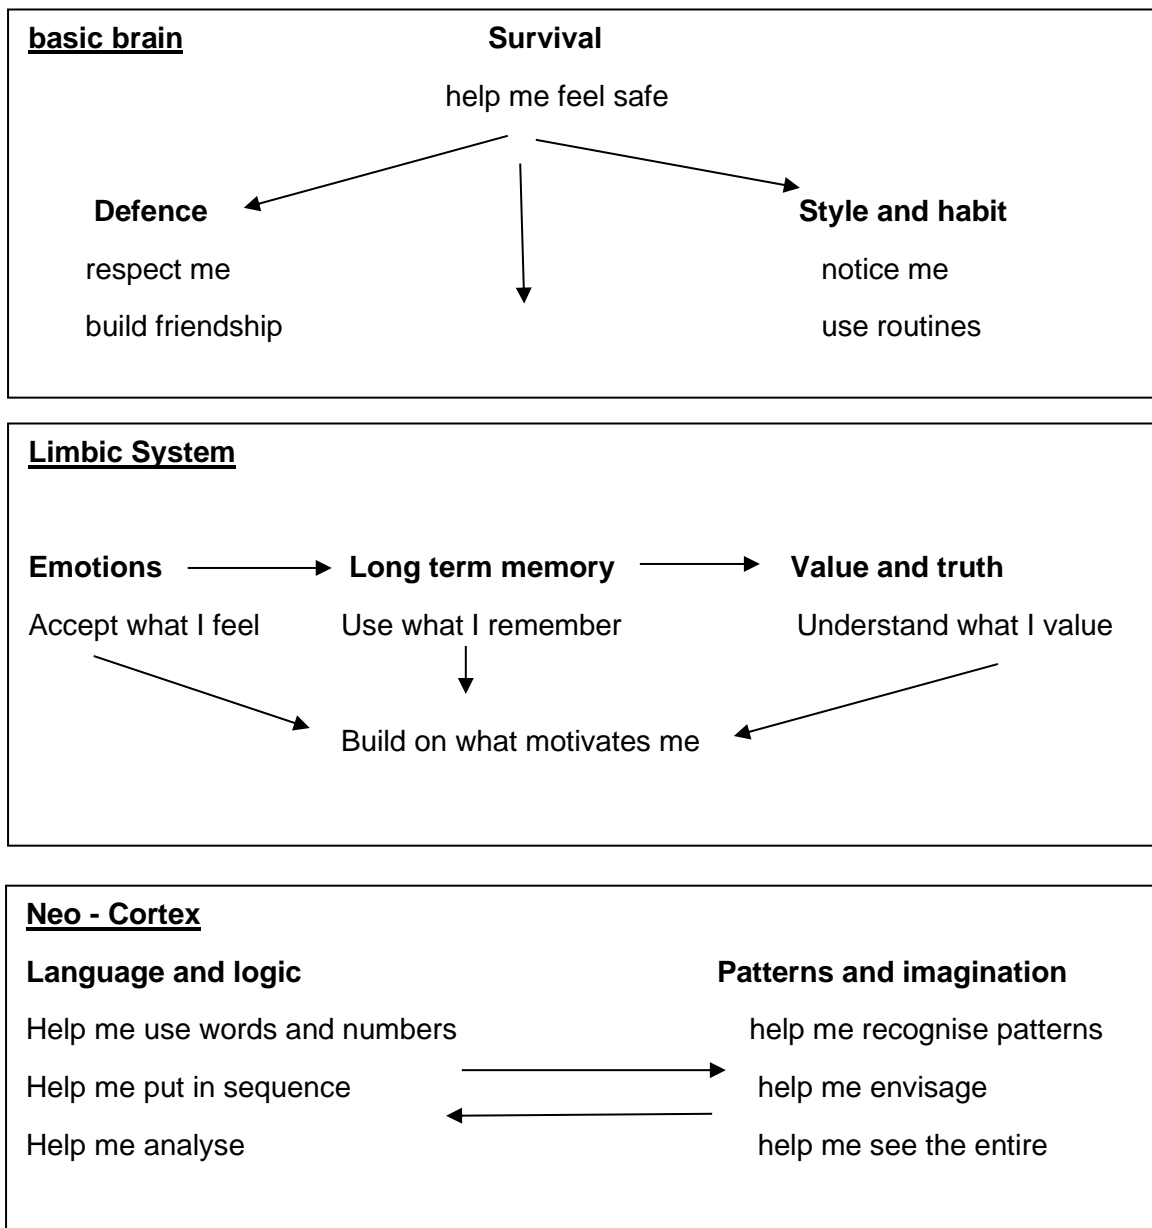 basic brain Survival
help me feel safe
Defence Style and habit
respect me notice me
build friendship use routines
Limbic System
Emotions Long term memory Value and truth
Accept what I feel Use what I remember Understand what I value
Build on what motivates me
Neo - Cortex
Language and logic Patterns and imagination
Help me use words and numbers help me recognise patterns
Help me put in sequence help me envisage
Help me analyse help me see the entire